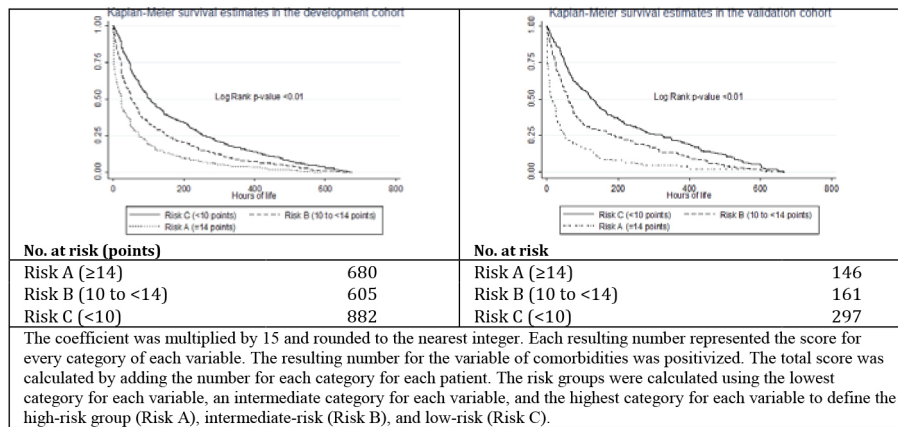 Kaplan-Meier survival estimates in the development cohort
1.00
0.75
0.50
0.25
0.00
Log Rank p-value <0.01
0 200 400 600 800
Hours of life
Risk C (<10 points) Risk B (10 to <14 points)
Risk A (=14 points)
Kaplan-Meier survival estimates in the validation cohort
1.00
0.75
0.50
0.25
0.00
Log Rank p-value <0.01
0 200 400 600 800
Hours of life
Risk C (<10 points) Risk B (10 to <14 points)
Risk A (=14 points)
No. at risk (points)
Risk A (≥14) 680
Risk B (10 to <14) 605
Risk C (<10) 882
No. at risk
Risk A (≥14) 146
Risk B (10 to <14) 161
Risk C (<10) 297
The coefficient was multiplied by 15 and rounded to the nearest integer. Each resulting number represented the score for
every category of each variable. The resulting number for the variable of comorbidities was positivized. The total score was
calculated by adding the number for each category for each patient. The risk groups were calculated using the lowest
category for each variable, an intermediate category for each variable, and the highest category for each variable to define the
high-risk group (Risk A), intermediate-risk (Risk B), and low-risk (Risk C).